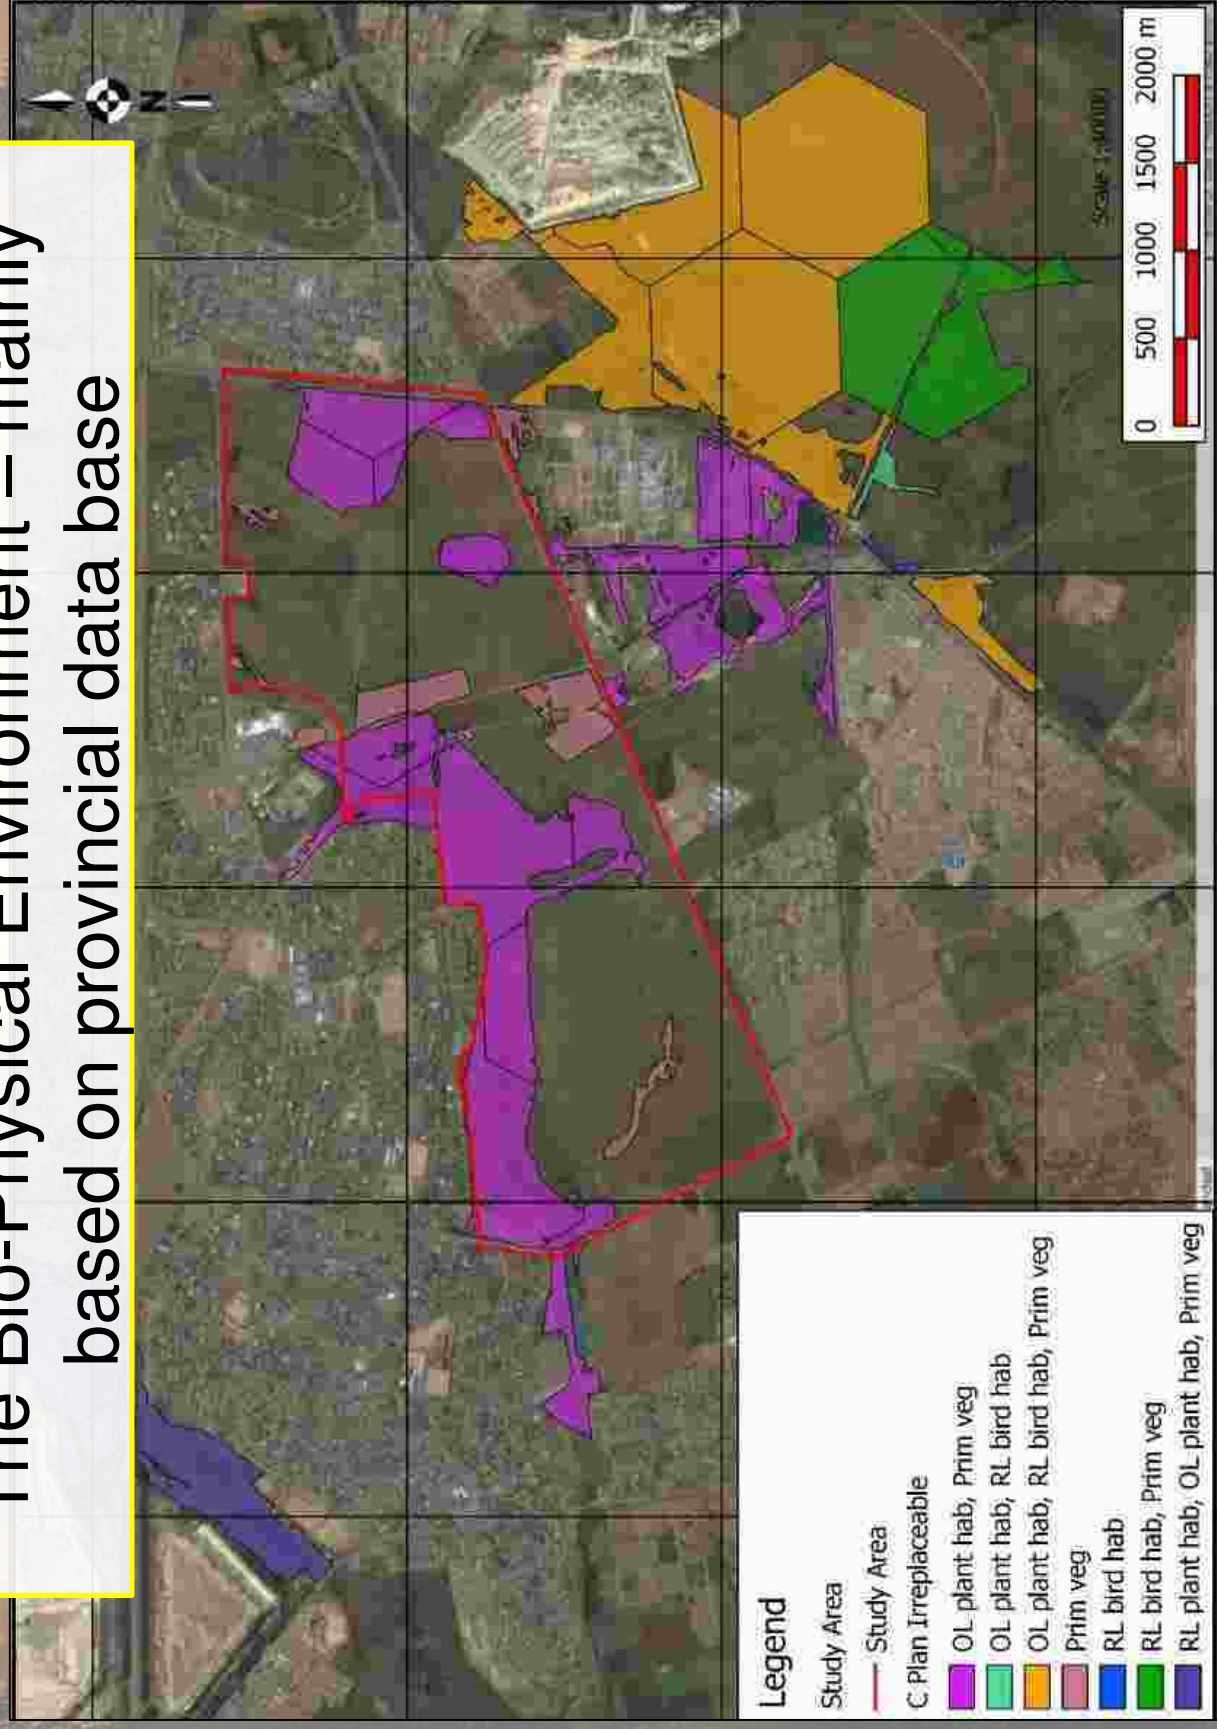 The Bio-Physical Environment – mainly
based on provincial data base
N
Scale 1:40000
0 500 1000 1500 2000 m
Legend
Study Area
Study Area
C Plan Irreplaceable
OL plant hab, Prim veg
OL plant hab, RL bird hab
OL plant hab, RL bird hab, Prim veg
Prim veg
RL bird hab
RL bird hab, Prim veg
RL plant hab, OL plant hab, Prim veg